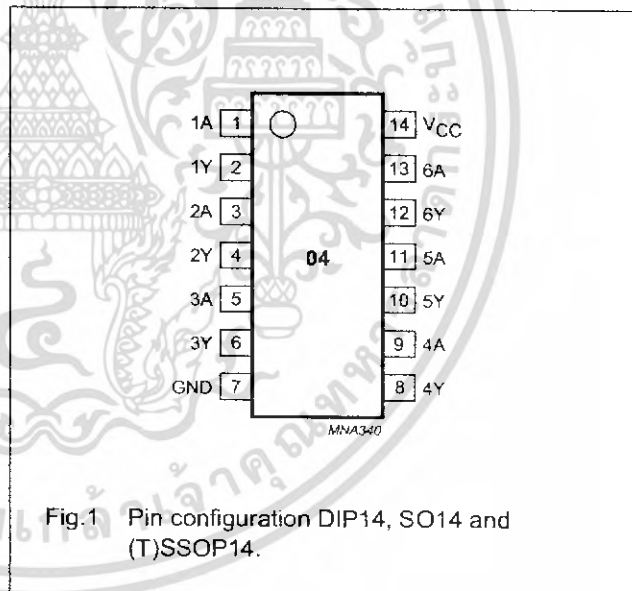 1A 1 14 VCC
1Y 2 13 6A
2A 3 12 6Y
2Y 4 04 11 5A
3A 5 10 5Y
3Y 6 9 4A
GND 7 8 4Y
MNA340
Fig.1 Pin configuration DIP14, SO14 and
(T)SSOP14.